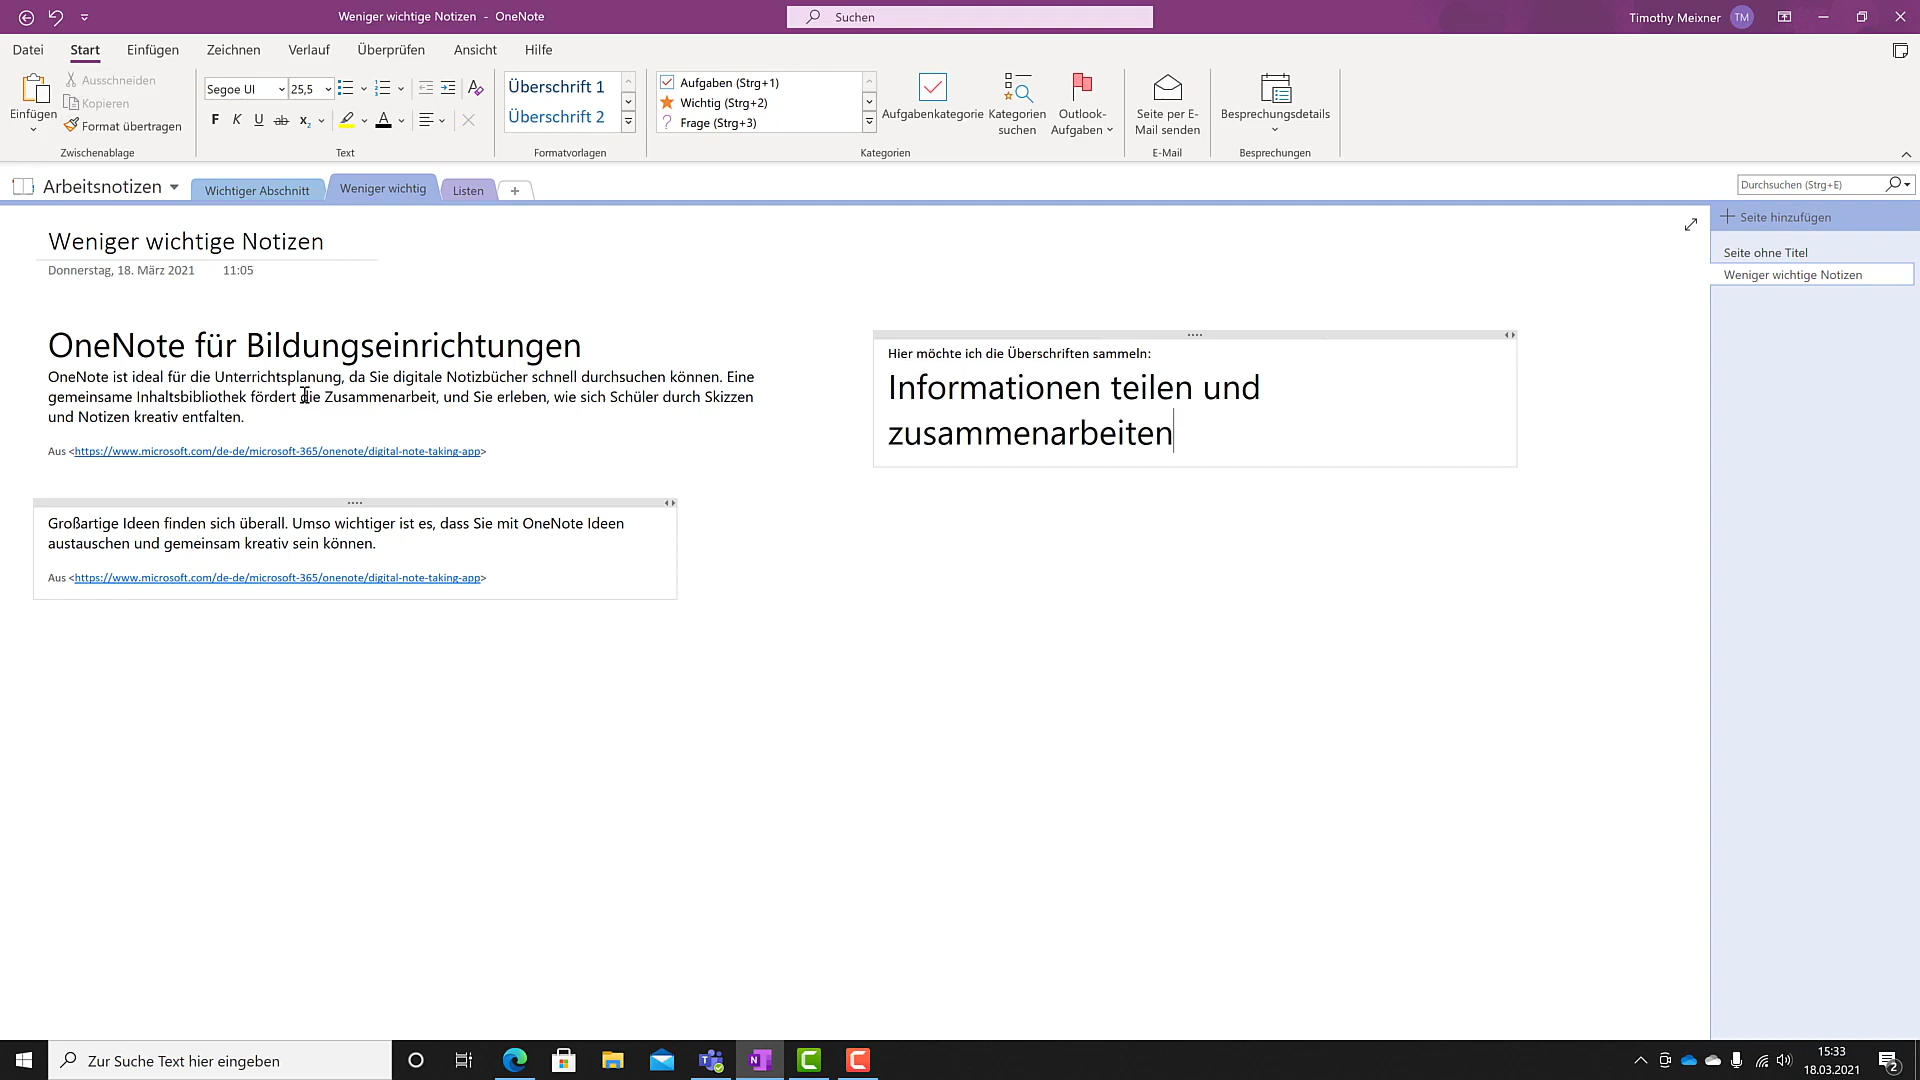 Weniger wichtige Notizen - OneNote
Suchen
Timothy Meixner TM
Datei Start Einfügen Zeichnen Verlauf Überprüfen Ansicht Hilfe
Einfügen
Ausschneiden
Kopieren
Format übertragen
Zwischenablage
Segoe UI 25,5
F K U ab x₂ A
Text
Überschrift 1
Überschrift 2
Formatvorlagen
Aufgaben (Strg+1)
Wichtig (Strg+2)
Frage (Strg+3)
Aufgabenkategorie
Kategorien
suchen
Outlook-
Aufgaben
Kategorien
Seite per E-
Mail senden
E-Mail
Besprechungsdetails
Besprechungen
Arbeitsnotizen
Wichtiger Abschnitt
Weniger wichtig
Listen
+
Durchsuchen (Strg+E)
Seite hinzufügen
Seite ohne Titel
Weniger wichtige Notizen
Weniger wichtige Notizen
Donnerstag, 18. März 2021 11:05
OneNote für Bildungseinrichtungen
OneNote ist ideal für die Unterrichtsplanung, da Sie digitale Notizbücher schnell durchsuchen können. Eine
gemeinsame Inhaltsbibliothek fördert die Zusammenarbeit, und Sie erleben, wie sich Schüler durch Skizzen
und Notizen kreativ entfalten.
Aus <https://www.microsoft.com/de-de/microsoft-365/onenote/digital-note-taking-app>
Großartige Ideen finden sich überall. Umso wichtiger ist es, dass Sie mit OneNote Ideen
austauschen und gemeinsam kreativ sein können.
Aus <https://www.microsoft.com/de-de/microsoft-365/onenote/digital-note-taking-app>
Hier möchte ich die Überschriften sammeln:
Informationen teilen und
zusammenarbeiten
Zur Suche Text hier eingeben
15:33
18.03.2021
2